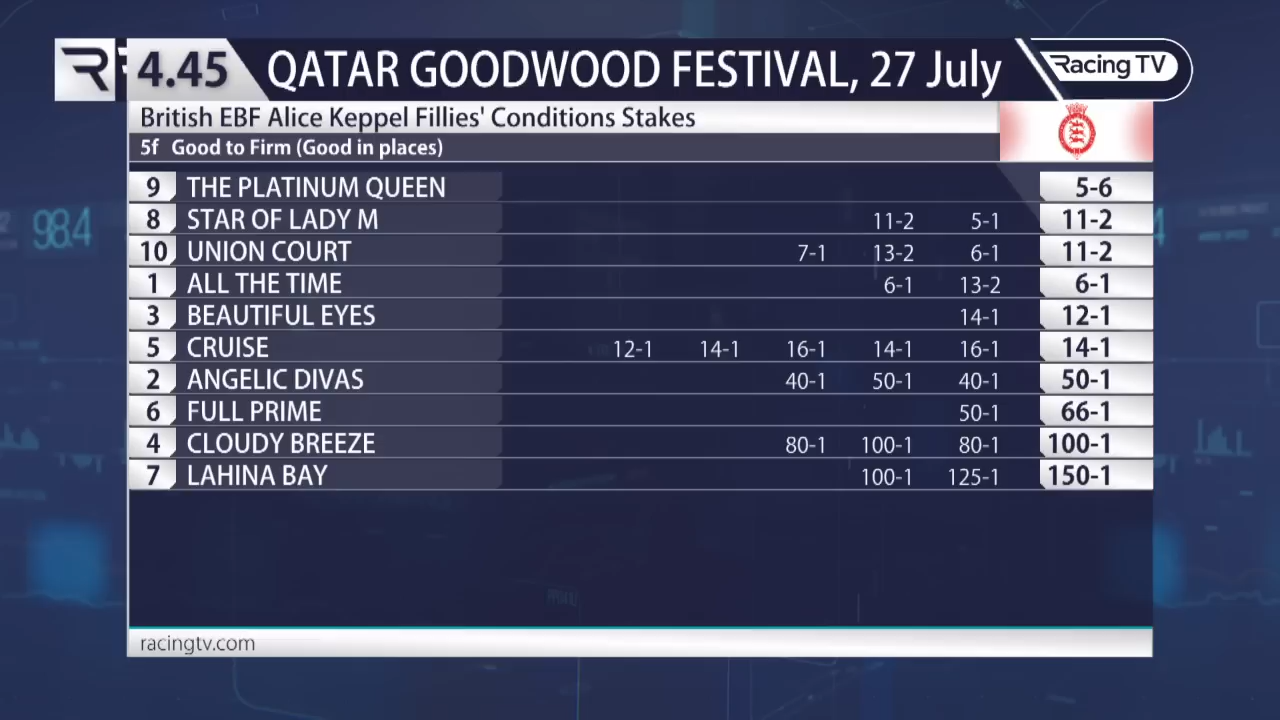 4.45 QATAR GOODWOOD FESTIVAL, 27 July Racing TV
British EBF Alice Keppel Fillies' Conditions Stakes
5f Good to Firm (Good in places)
9 THE PLATINUM QUEEN 5-6
8 STAR OF LADY M 11-2 5-1 11-2
10 UNION COURT 7-1 13-2 6-1 11-2
1 ALL THE TIME 6-1 13-2 6-1
3 BEAUTIFUL EYES 14-1 12-1
5 CRUISE 12-1 14-1 16-1 14-1 16-1 14-1
2 ANGELIC DIVAS 40-1 50-1 40-1 50-1
6 FULL PRIME 50-1 66-1
4 CLOUDY BREEZE 80-1 100-1 80-1 100-1
7 LAHINA BAY 100-1 125-1 150-1
98.4
racingtv.com